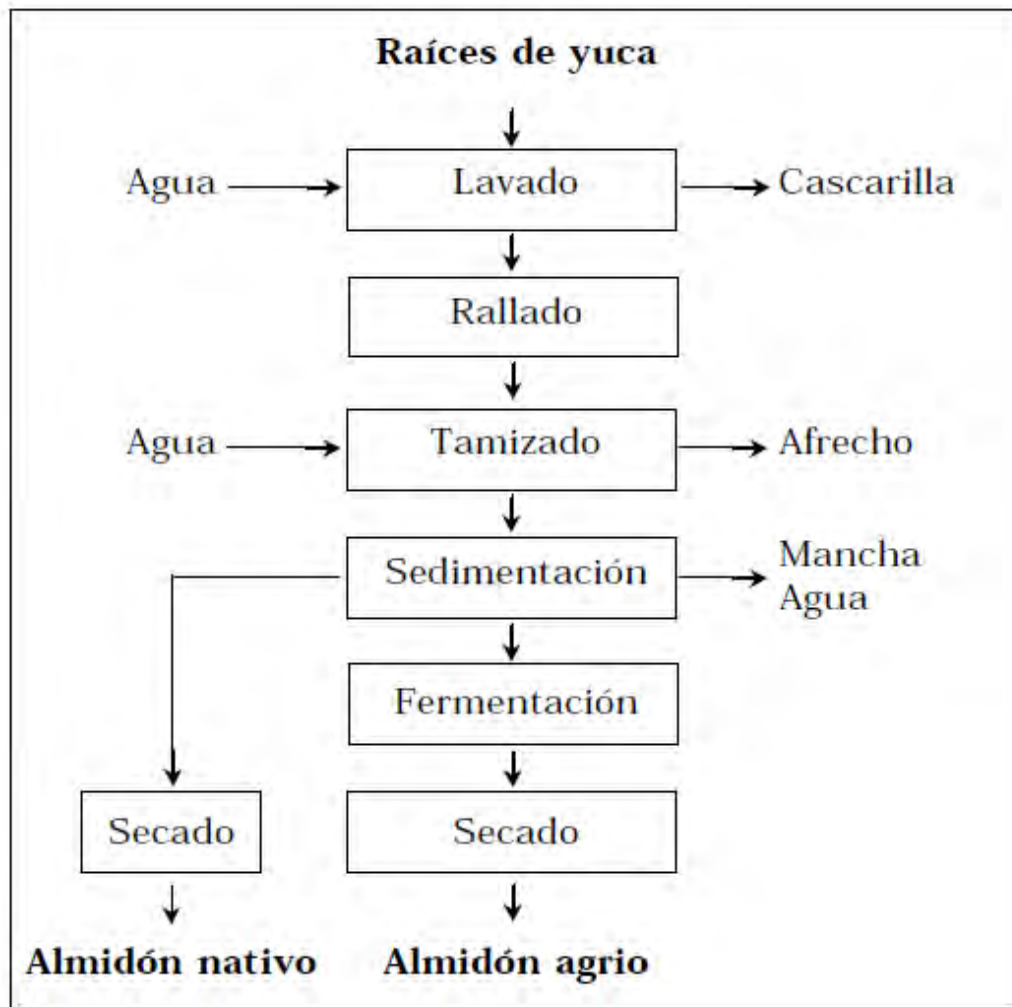 Raíces de yuca
Agua
Lavado
Cascarilla
Rallado
Agua
Tamizado
Afrecho
Sedimentación
Mancha
Agua
Fermentación
Secado
Secado
Almidón nativo
Almidón agrio